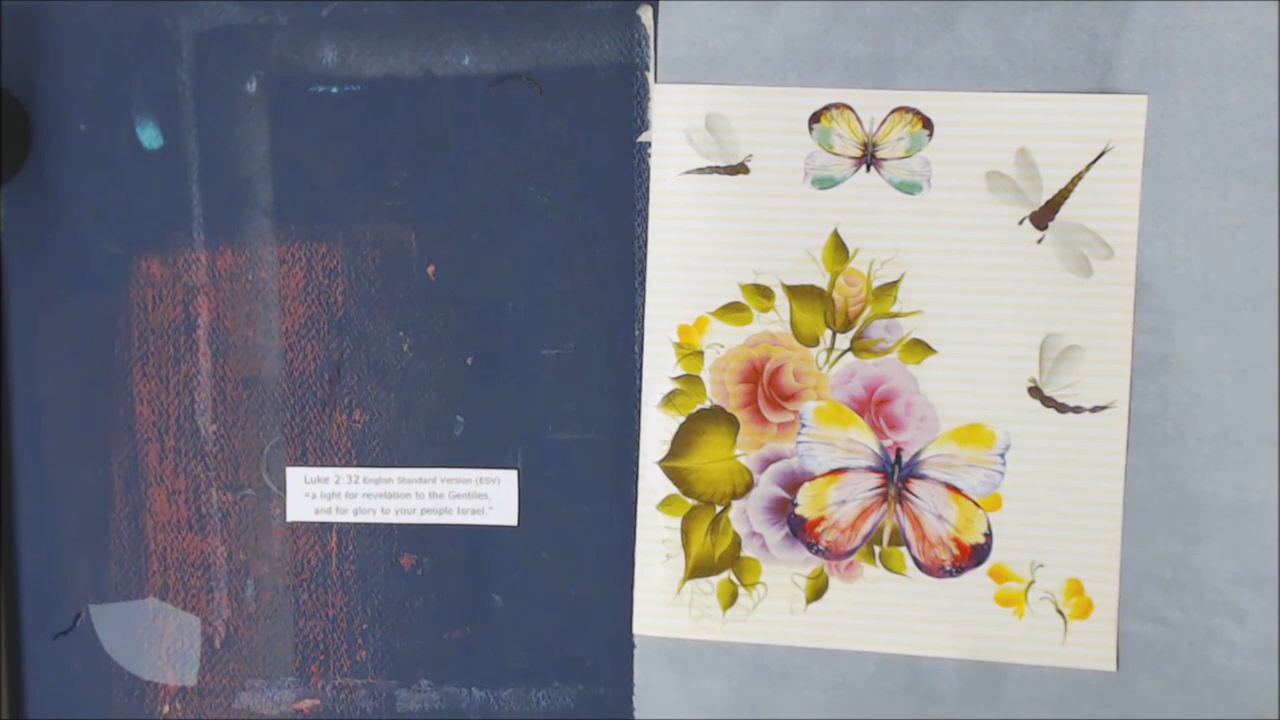 Luke 2:32 English Standard Version (ESV)
"a light for revelation to the Gentiles,
and for glory to your people Israel."